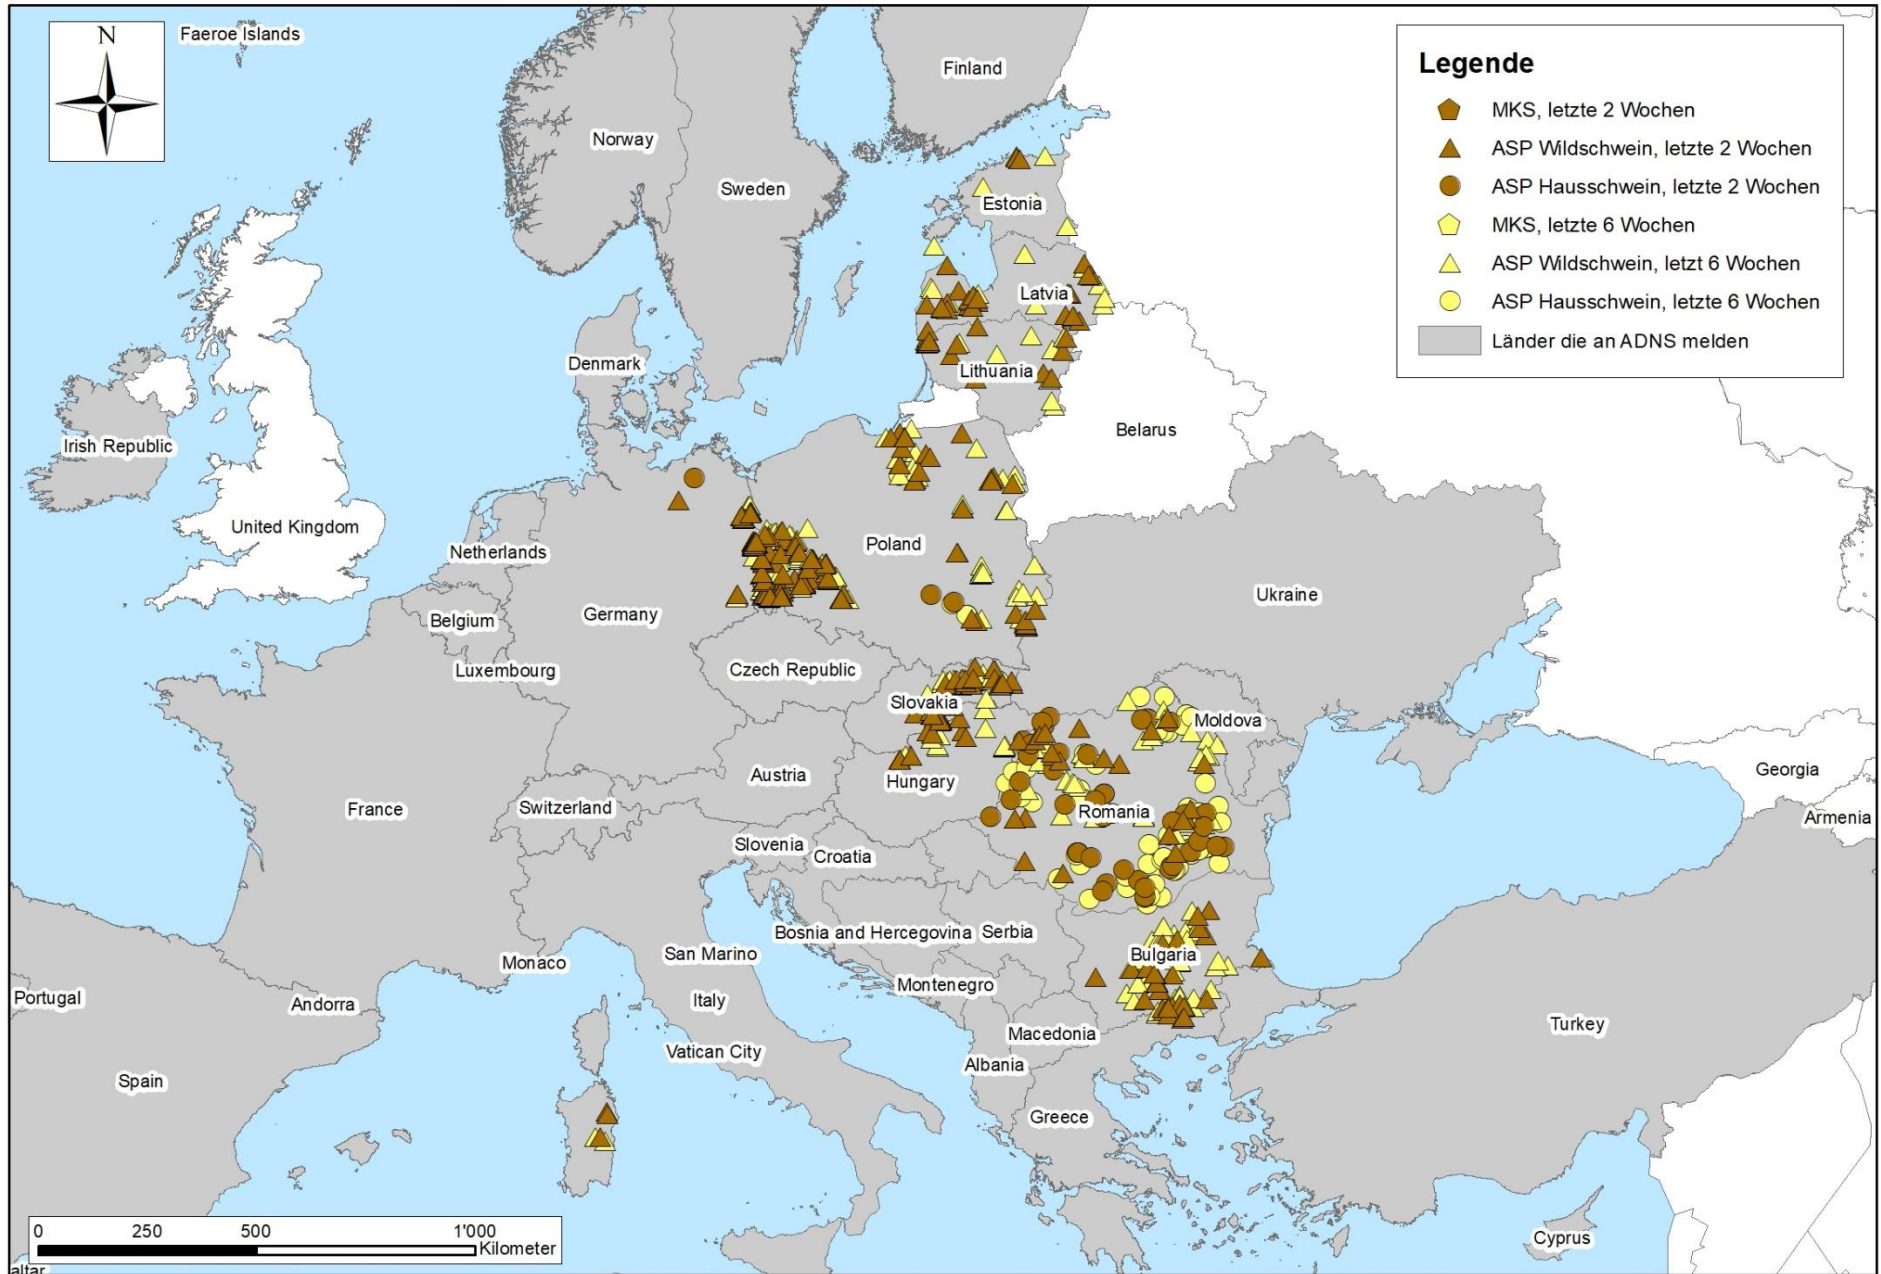 N
Faeroe Islands
Finland
Legende
MKS, letzte 2 Wochen
ASP Wildschwein, letzte 2 Wochen
ASP Hausschwein, letzte 2 Wochen
MKS, letzte 6 Wochen
ASP Wildschwein, letzt 6 Wochen
ASP Hausschwein, letzte 6 Wochen
Länder die an ADNS melden
Norway
Sweden
Estonia
Latvia
Denmark
Lithuania
Belarus
Irish Republic
United Kingdom
Netherlands
Poland
Ukraine
Germany
Belgium
Luxembourg
Czech Republic
Slovakia
Moldova
Austria
Hungary
Georgia
France
Switzerland
Romania
Armenia
Slovenia
Croatia
Bosnia and Hercegovina
Serbia
San Marino
Bulgaria
Monaco
Montenegro
Portugal
Andorra
Italy
Macedonia
Turkey
Vatican City
Albania
Spain
Greece
Cyprus
0 250 500 1000
Kilometer
altar